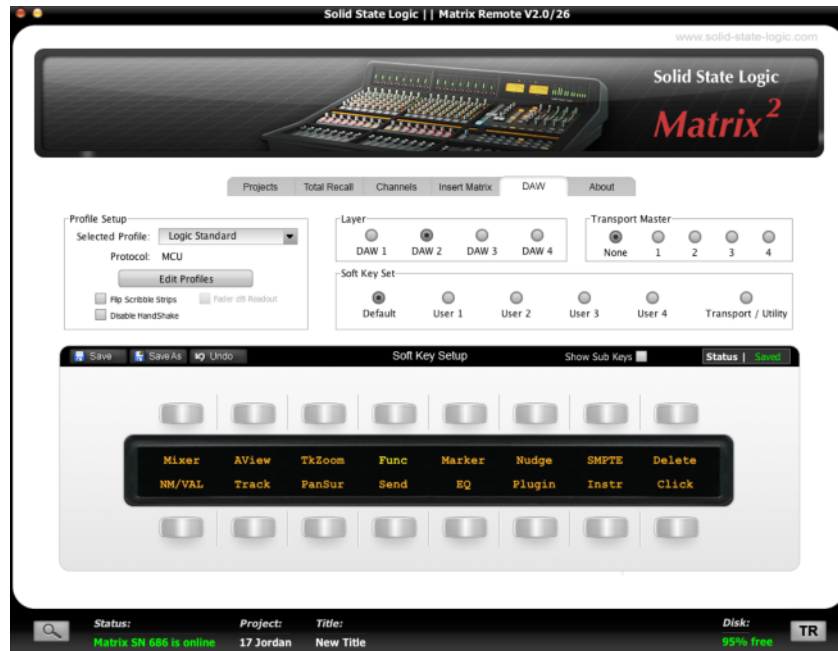 Solid State Logic || Matrix Remote V2.0/26
www.solid-state-logic.com
Solid State Logic
Matrix²
Projects Total Recall Channels Insert Matrix DAW About
Profile Setup
Selected Profile: Logic Standard
Protocol: MCU
Edit Profiles
Flip Scribble Strips Fader dB Readout
Disable HandShake
Layer
DAW 1 DAW 2 DAW 3 DAW 4
Transport Master
None 1 2 3 4
Soft Key Set
Default User 1 User 2 User 3 User 4 Transport / Utility
Save Save As Undo Soft Key Setup Show Sub Keys Status | Saved
Mixer AView TkZoom Func Marker Nudge SMPTE Delete
NM/VAL Track PanSur Send EQ Plugin Instr Click
Status: Project: Title: Disk:
Matrix SN 686 is online 17 Jordan New Title 95% free
TR